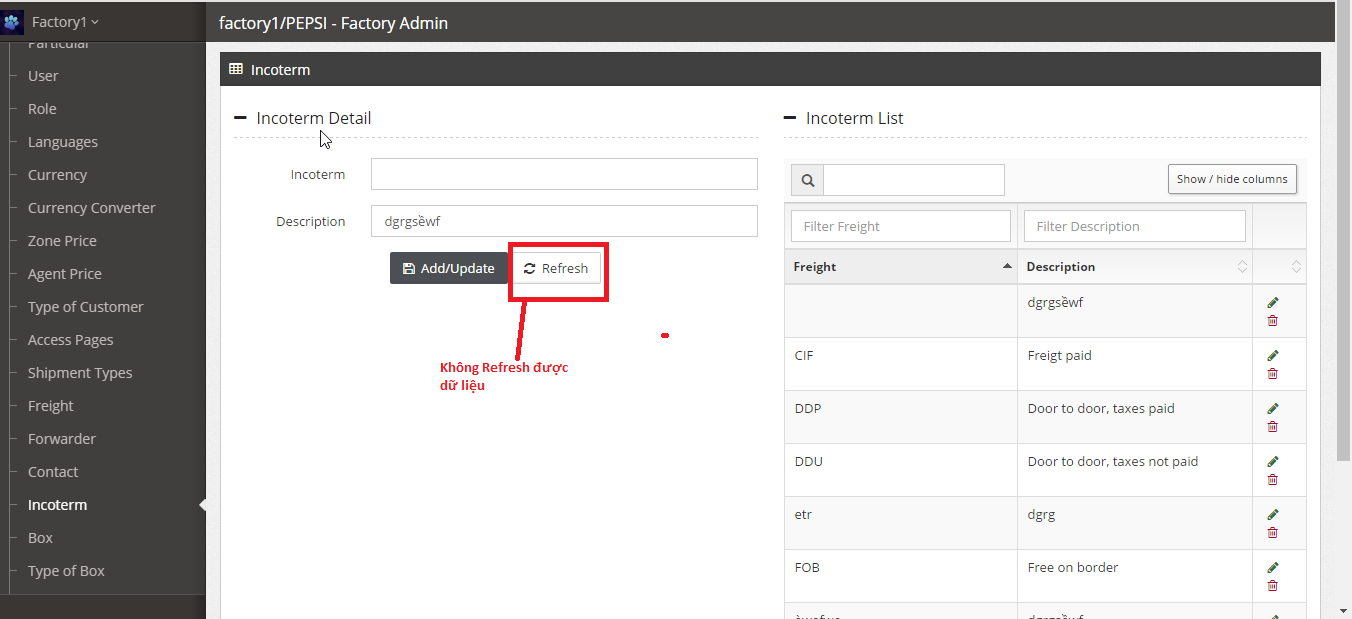 Factory1
factory1/PEPSI - Factory Admin
Particular
User
Role
Languages
Currency
Currency Converter
Zone Price
Agent Price
Type of Customer
Access Pages
Shipment Types
Freight
Forwarder
Contact
Incoterm
Box
Type of Box
Incoterm
Incoterm Detail
Incoterm
Description dgrgsềwf
Add/Update Refresh
Không Refresh được
dữ liệu
Incoterm List
Show / hide columns
Filter Freight Filter Description
Freight Description
dgrgsềwf
CIF Freigt paid
DDP Door to door, taxes paid
DDU Door to door, taxes not paid
etr dgrg
FOB Free on border
dgrgsềwf